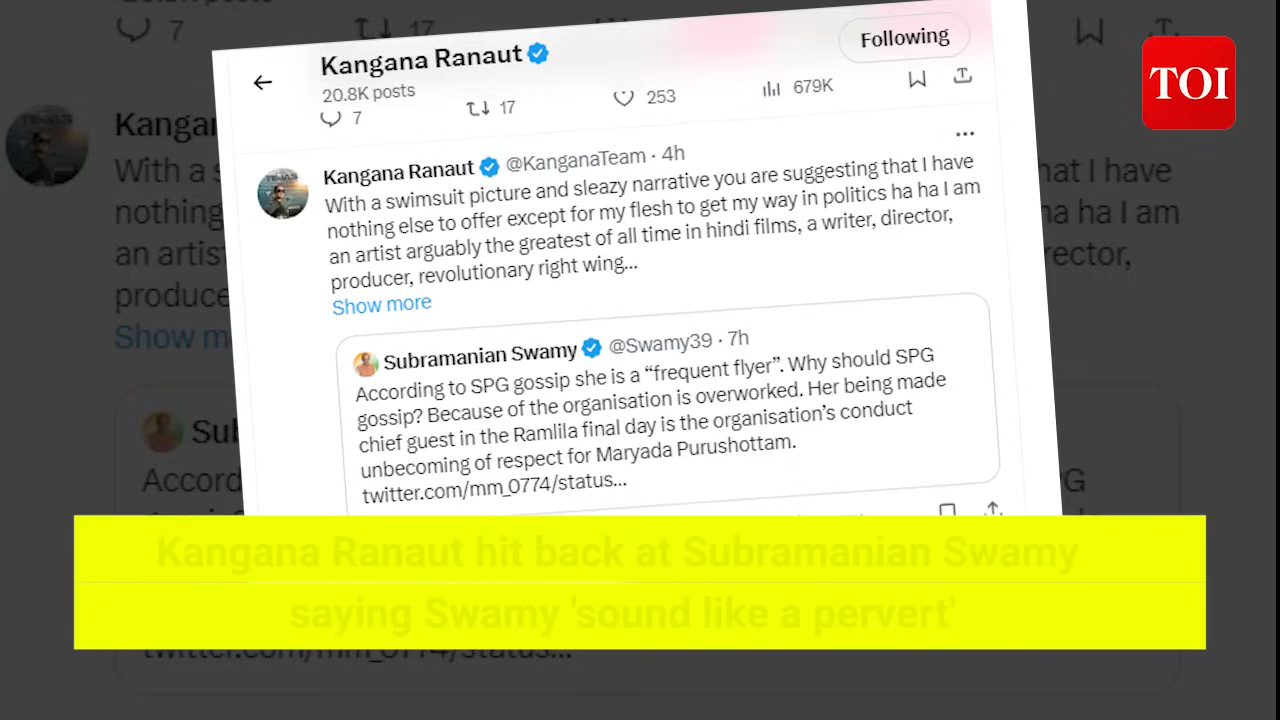 7
17
TOI
Kangana Ranaut
Following
20.8K posts
7
17
253
679K
Kangana Ranaut @KanganaTeam · 4h
With a swimsuit picture and sleazy narrative you are suggesting that I have
nothing else to offer except for my flesh to get my way in politics ha ha I am
an artist arguably the greatest of all time in hindi films, a writer, director,
producer, revolutionary right wing...
Show more
Subramanian Swamy @Swamy39 · 7h
According to SPG gossip she is a “frequent flyer”. Why should SPG
gossip? Because of the organisation is overworked. Her being made
chief guest in the Ramlila final day is the organisation’s conduct
unbecoming of respect for Maryada Purushottam.
twitter.com/mm_0774/status...
Kangana Ranaut hit back at Subramanian Swamy
saying Swamy 'sound like a pervert'